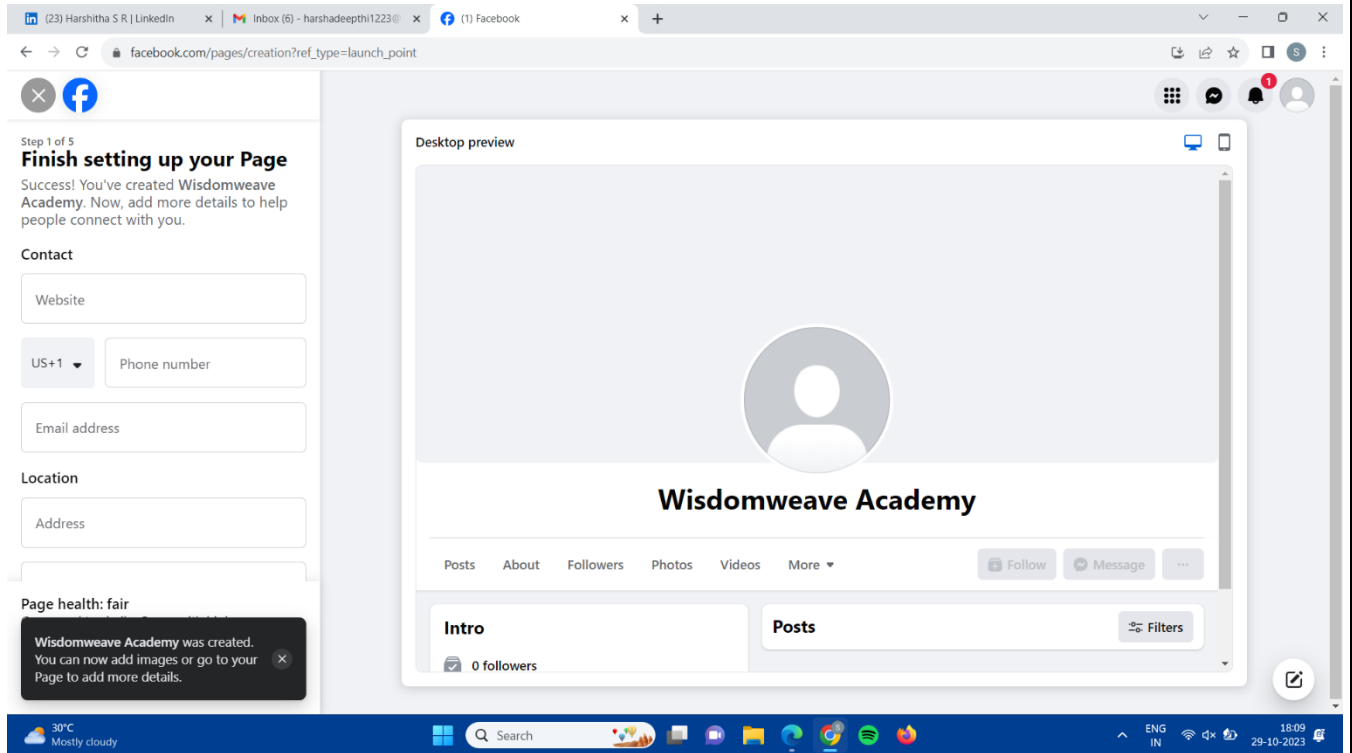 (23) Harshitha S R | LinkedIn
Inbox (6) - harshadeepthi1223@
(1) Facebook
facebook.com/pages/creation?ref_type=launch_point
S
1
Step 1 of 5
Finish setting up your Page
Success! You've created Wisdomweave
Academy. Now, add more details to help
people connect with you.
Contact
Website
US+1
Phone number
Email address
Location
Address
Page health: fair
Wisdomweave Academy was created.
You can now add images or go to your
Page to add more details.
Desktop preview
Wisdomweave Academy
Posts About Followers Photos Videos More
Follow
Message
Intro
0 followers
Posts
Filters
30°C
Mostly cloudy
Search
ENG
IN
18:09
29-10-2023